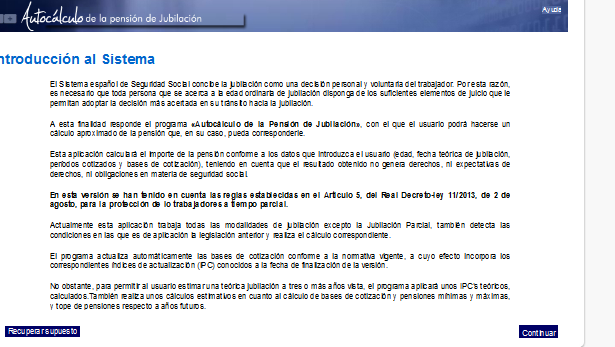 Autocálculo de la pensión de Jubilación
Ayuda
ntroducción al Sistema
El Sistema español de Seguridad Social concibe la jubilación como una decisión personal y voluntaria del trabajador. Por esta razón,
es necesario que toda persona que se acerca a la edad ordinaria de jubilación disponga de los suficientes elementos de juicio que le
permitan adoptar la decisión más acertada en su tránsito hacia la jubilación.
A esta finalidad responde el programa «Autocálculo de la Pensión de Jubilación», con el que el usuario podrá hacerse un
cálculo aproximado de la pensión que, en su caso, pueda corresponderle.
Esta aplicación calculará el importe de la pensión conforme a los datos que introduzca el usuario (edad, fecha teórica de jubilación,
períodos cotizados y bases de cotización), teniendo en cuenta que el resultado obtenido no genera derechos, ni expectativas de
derechos, ni obligaciones en materia de seguridad social.
En esta versión se han tenido en cuenta las reglas establecidas en el Artículo 5, del Real Decreto-ley 11/2013, de 2 de
agosto, para la protección de lo trabajadores a tiempo parcial.
Actualmente esta aplicación trabaja todas las modalidades de jubilación excepto la Jubilación Parcial, también detecta las
condiciones en las que es de aplicación la legislación anterior y realiza el cálculo correspondiente.
El programa actualiza automáticamente las bases de cotización conforme a la normativa vigente, a cuyo efecto incorpora los
correspondientes índices de actualización (IPC) conocidos a la fecha de finalización de la versión.
No obstante, para permitir al usuario estimar una teórica jubilación a tres o más años vista, el programa aplicará unos IPC's teóricos,
calculados.También realiza unos cálculos estimativos en cuanto al cálculo de bases de cotización y pensiones mínimas y máximas,
y tope de pensiones respecto a años futuros.
Recuperar supuesto
Continuar